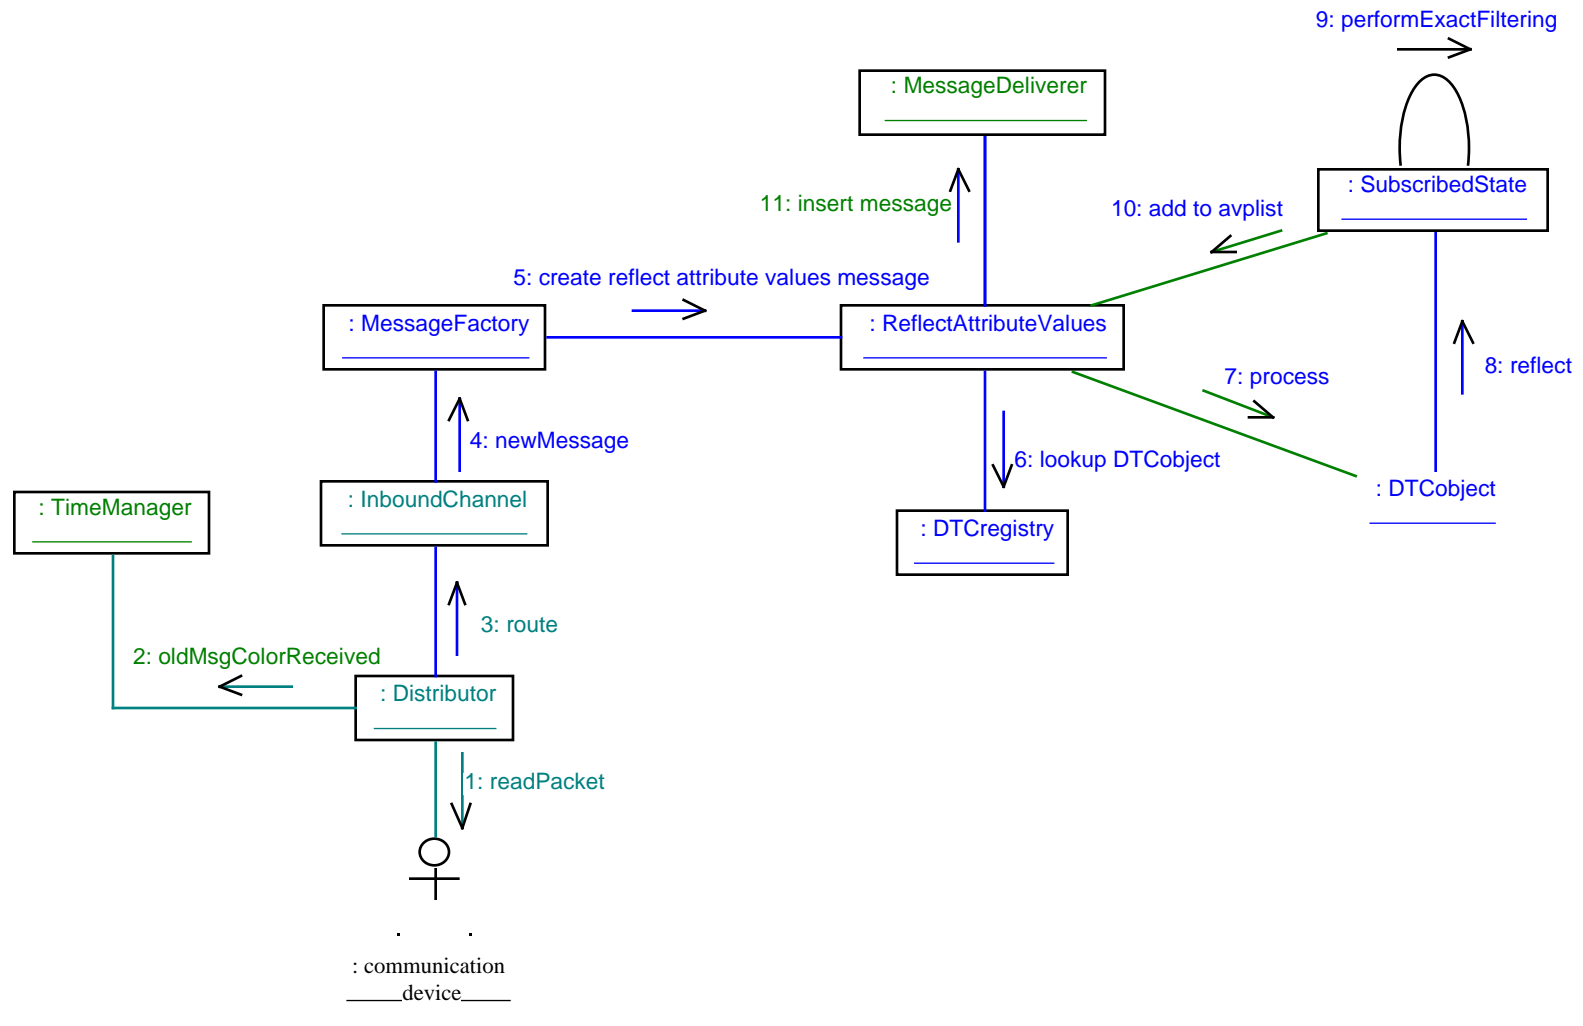 9: performExactFiltering
: MessageDeliverer
: SubscribedState
11: insert message
10: add to avplist
5: create reflect attribute values message
: MessageFactory
: ReflectAttributeValues
8: reflect
7: process
4: newMessage
6: lookup DTCobject
: TimeManager
: InboundChannel
: DTCobject
: DTCregistry
3: route
2: oldMsgColorReceived
: Distributor
1: readPacket
: communication
device